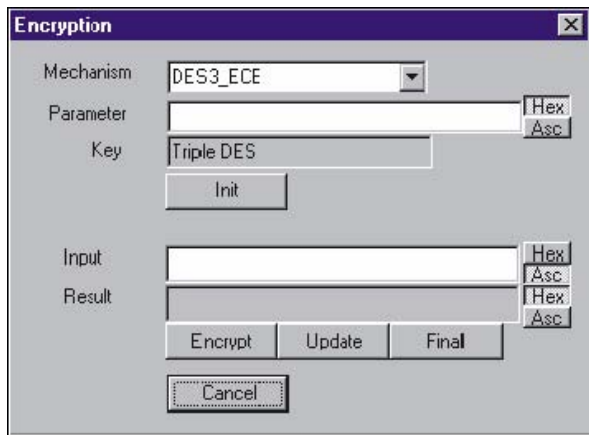 Encryption
Mechanism DES3_ECE
Parameter Hex
Asc
Key Triple DES
Init
Input Hex
Asc
Result Hex
Asc
Encrypt Update Final
Cancel